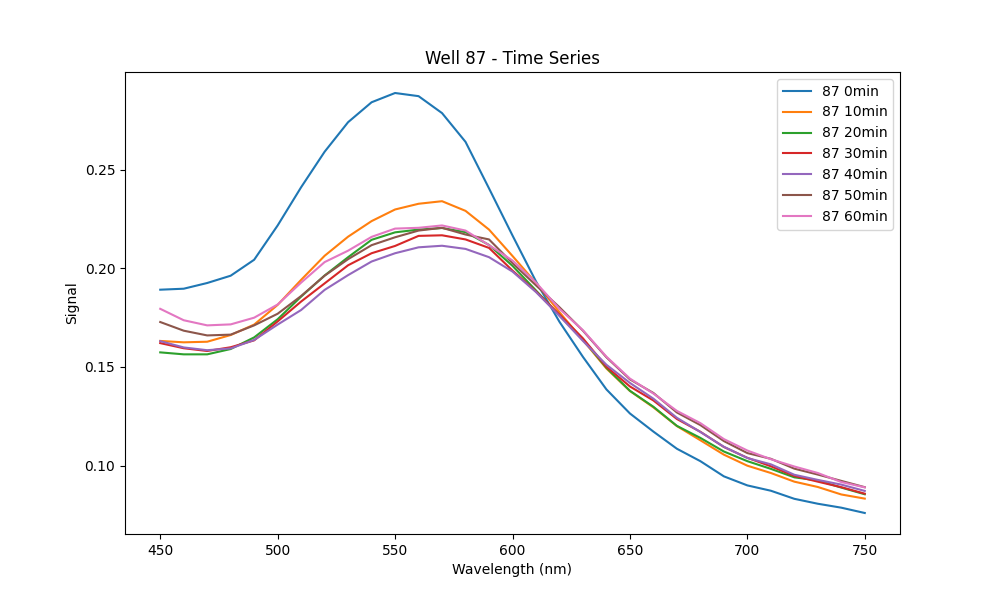 Well 87 - Time Series
87 0min
87 10min
87 20min
87 30min
87 40min
87 50min
87 60min
Signal
0.25
0.20
0.15
0.10
450 500 550 600 650 700 750
Wavelength (nm)